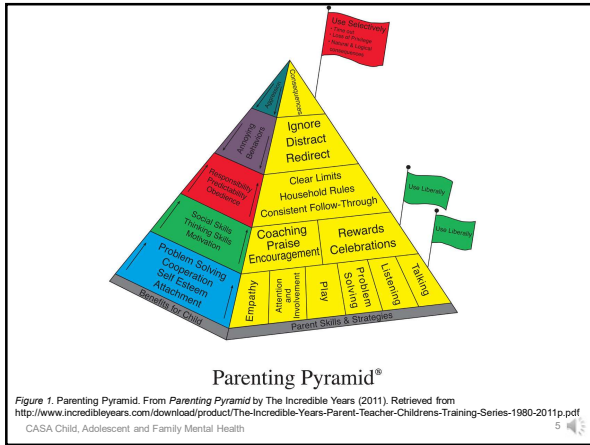 Use Selectively
• Time out
• Loss of Privilege
• Natural & Logical
consequences
Aggression
Consequences
Annoying
Behaviors
Ignore
Distract
Redirect
Responsibility
Predictability
Obedience
Clear Limits
Household Rules
Consistent Follow-Through
Use Liberally
Social Skills
Thinking Skills
Motivation
Coaching
Praise
Encouragement
Rewards
Celebrations
Use Liberally
Problem Solving
Cooperation
Self Esteem
Attachment
Empathy
Attention
and
Involvement
Play
Problem
Solving
Listening
Talking
Benefits for Child
Parent Skills & Strategies
Parenting Pyramid®
Figure 1. Parenting Pyramid. From Parenting Pyramid by The Incredible Years (2011). Retrieved from
http://www.incredibleyears.com/download/product/The-Incredible-Years-Parent-Teacher-Childrens-Training-Series-1980-2011p.pdf
CASA Child, Adolescent and Family Mental Health
5